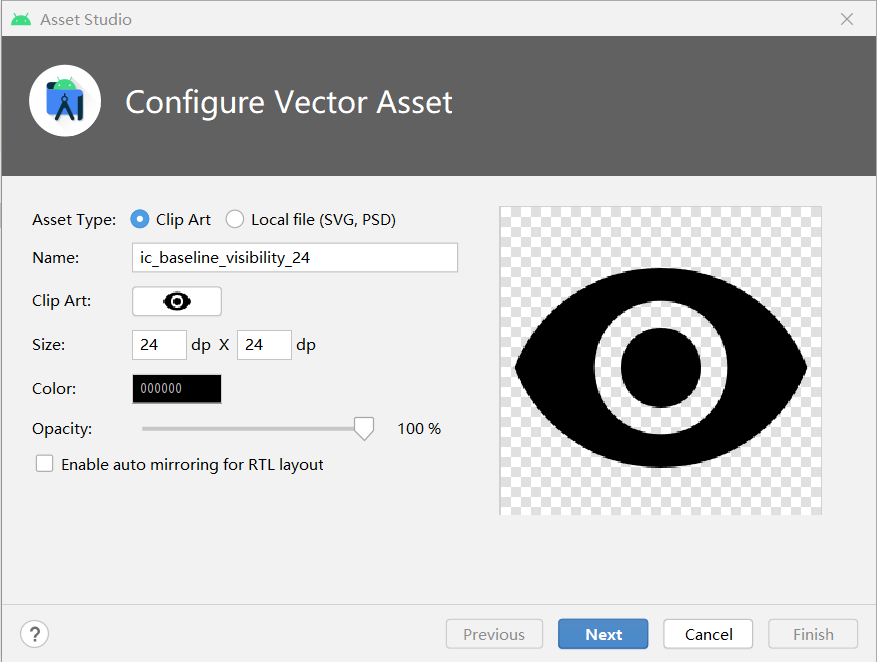 Asset Studio
Configure Vector Asset
Asset Type: Clip Art Local file (SVG, PSD)
Name: ic_baseline_visibility_24
Clip Art:
Size: 24 dp X 24 dp
Color: 000000
Opacity: 100 %
Enable auto mirroring for RTL layout
? Previous Next Cancel Finish